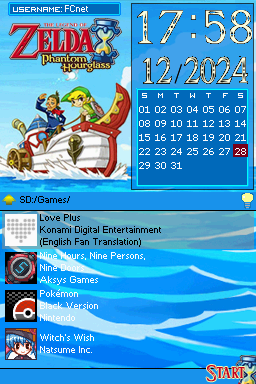 USERNAME: FCnet
THE LEGEND OF
ZELDA
Phantom
Hourglass
17:58
12/2024
S M T W T F S
01 02 03 04 05 06 07
08 09 10 11 12 13 14
15 16 17 18 19 20 21
22 23 24 25 26 27 28
29 30 31
SD:/Games/
Love Plus
Konami Digital Entertainment
(English Fan Translation)
Nine Hours, Nine Persons,
Nine Doors
Aksys Games
Pokémon
Black Version
Nintendo
Witch's Wish
Natsume Inc.
START